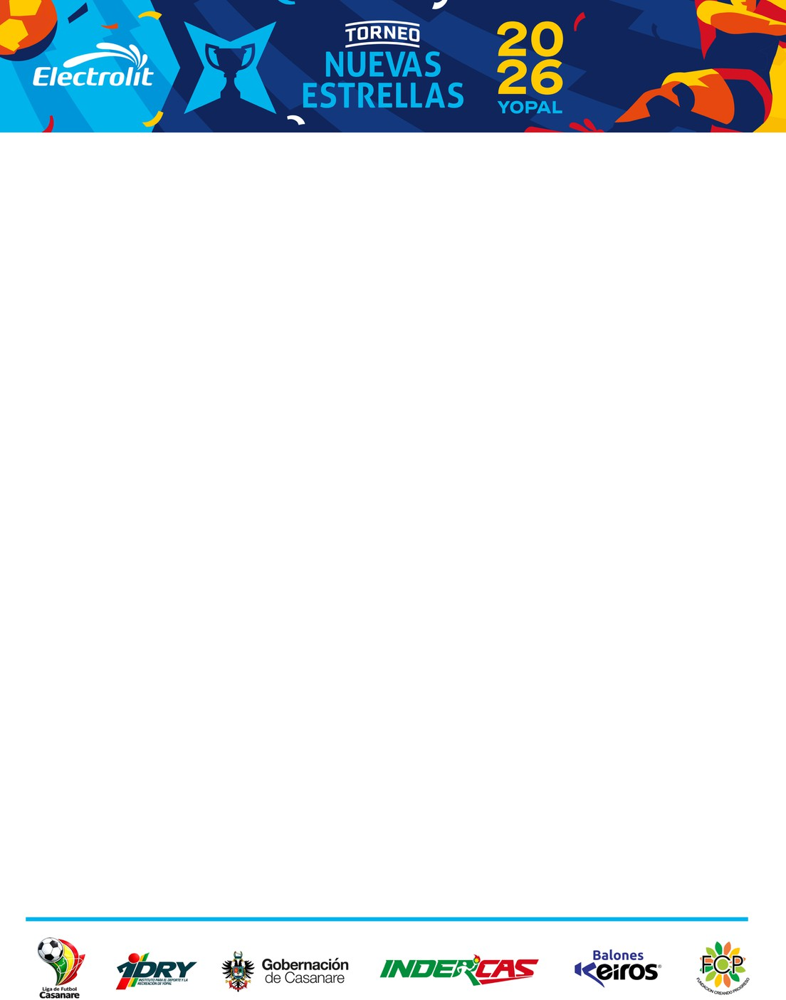 Electrolit
TORNEO
NUEVAS
ESTRELLAS
20
26
YOPAL
Liga de Futbol
Casanare
IDRY
INSTITUTO PARA EL DEPORTE Y LA
RECREACIÓN DE YOPAL
Gobernación
de Casanare
INDERCAS
Balones
Keiros®
FCP
FUNDACION CREANDO PROGRESO